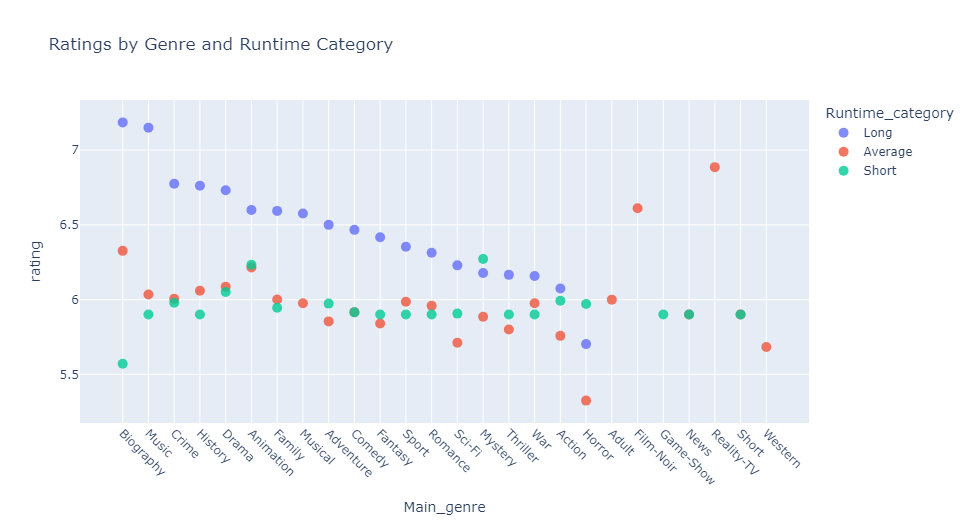 Ratings by Genre and Runtime Category
Runtime_category
Long
Average
Short
7
6.5
6
5.5
rating
Biography
Music
Crime
History
Drama
Animation
Family
Musical
Adventure
Comedy
Fantasy
Sport
Romance
Sci-Fi
Mystery
Thriller
War
Action
Horror
Adult
Film-Noir
Game-Show
News
Reality-TV
Short
Western
Main_genre